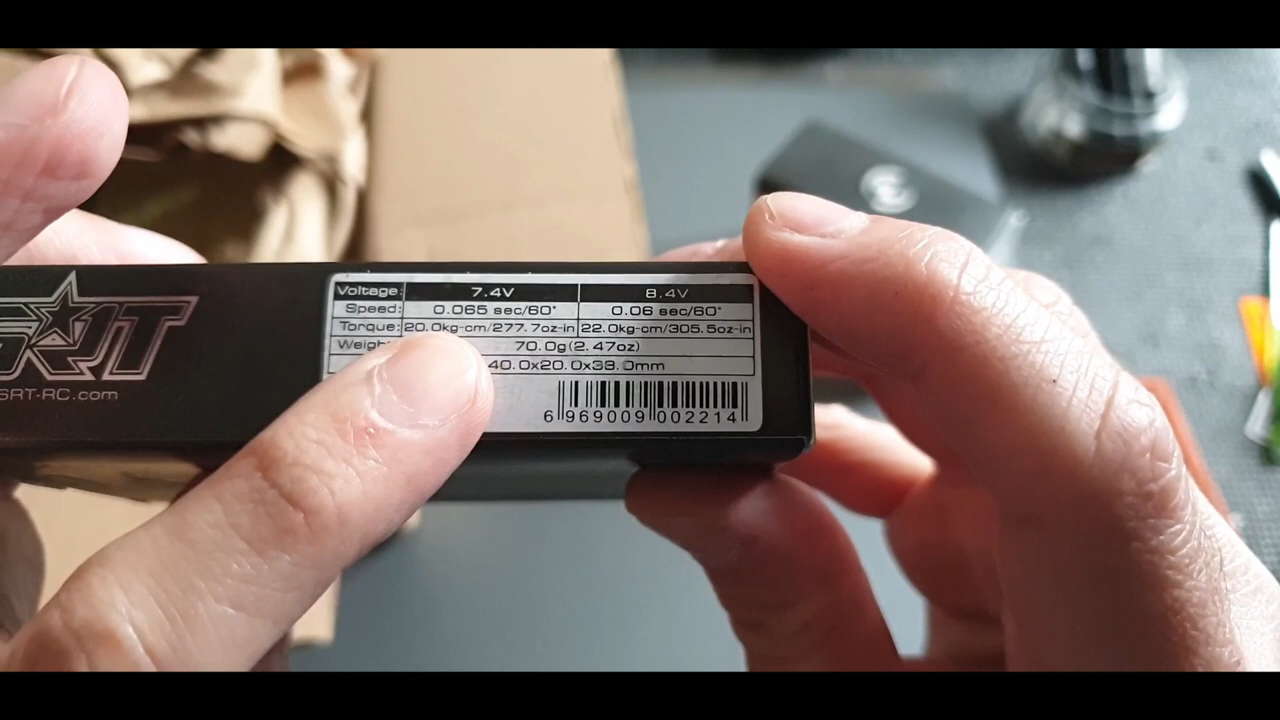 SRT
SRT-RC.com
Voltage: 7.4V 8.4V
Speed: 0.065 sec/60° 0.06 sec/60°
Torque: 20.0kg-cm/277.7oz-in 22.0kg-cm/305.5oz-in
70.0g(2.47oz)
40.0x20.0x38.0mm
6 969009 002214